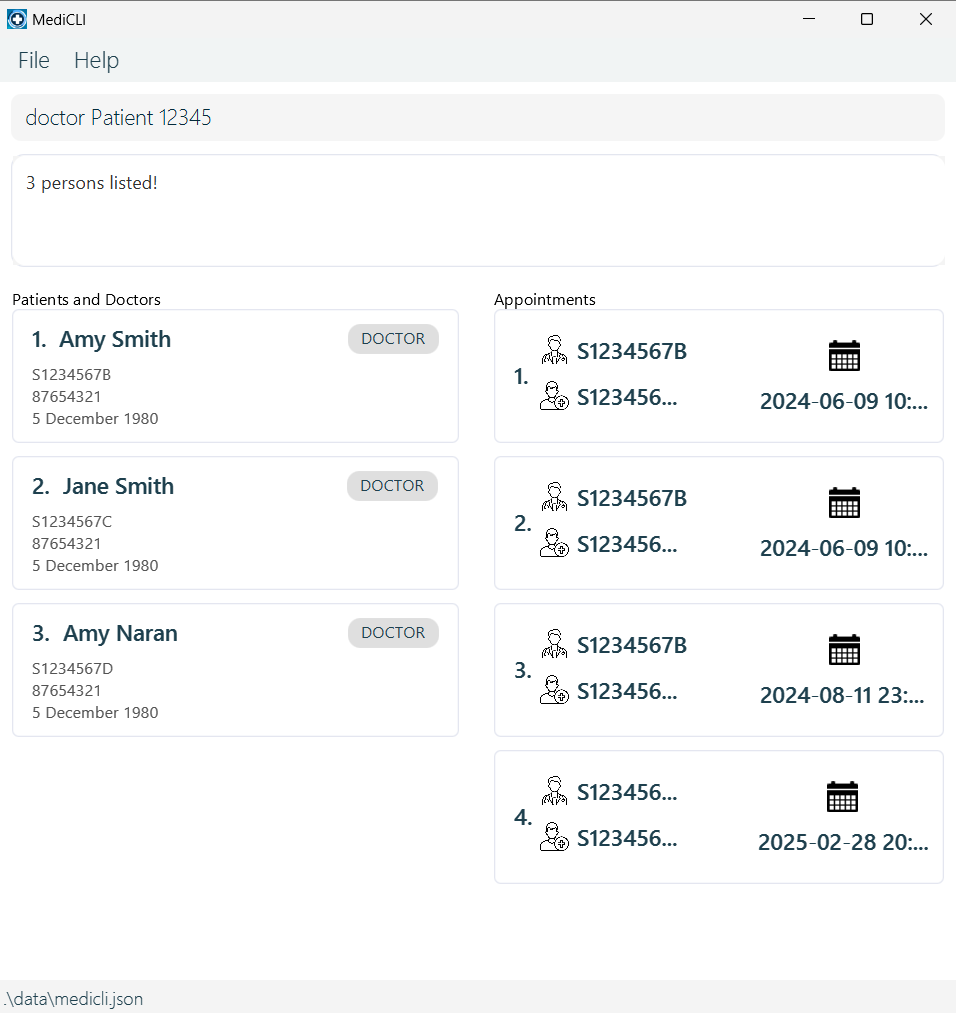 MediCLI
File Help
doctor Patient 12345
3 persons listed!
Patients and Doctors
1. Amy Smith DOCTOR
S1234567B
87654321
5 December 1980
2. Jane Smith DOCTOR
S1234567C
87654321
5 December 1980
3. Amy Naran DOCTOR
S1234567D
87654321
5 December 1980
Appointments
1.
S1234567B
S123456...
2024-06-09 10:...
2.
S1234567B
S123456...
2024-06-09 10:...
3.
S1234567B
S123456...
2024-08-11 23:...
4.
S123456...
S123456...
2025-02-28 20:...
.\data\medicli.json